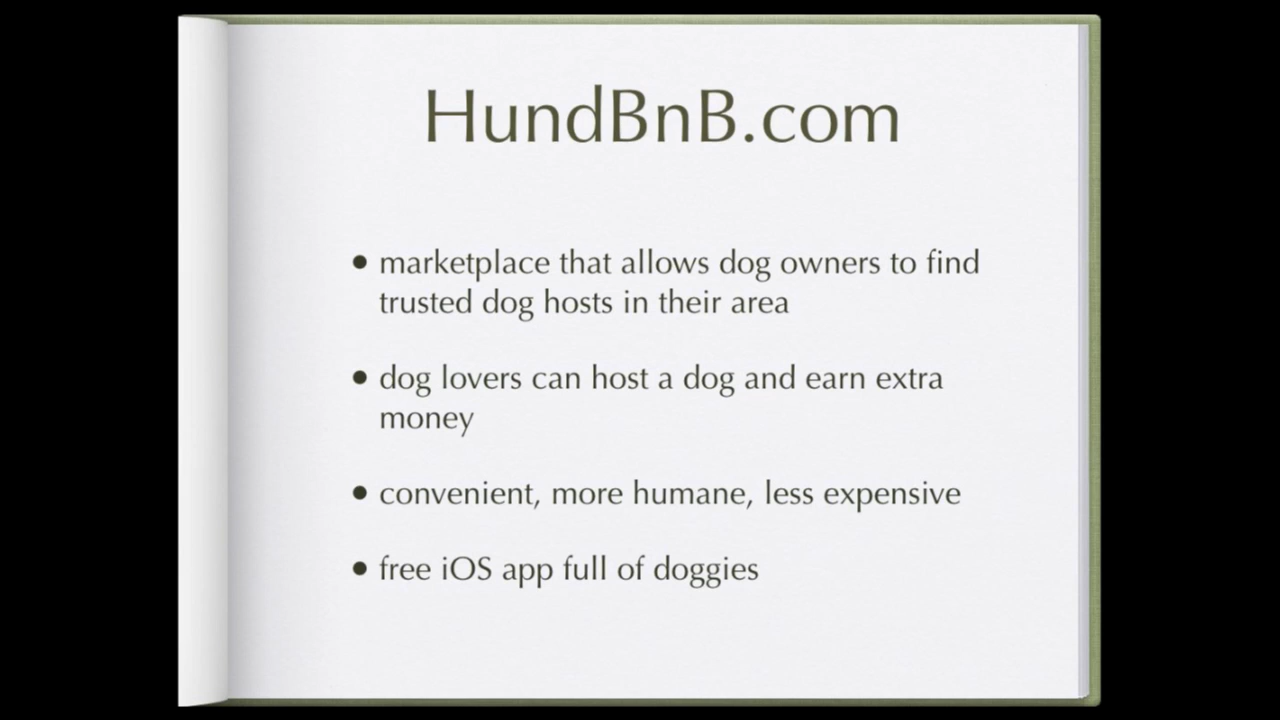 HundBnB.com
• marketplace that allows dog owners to find
trusted dog hosts in their area
• dog lovers can host a dog and earn extra
money
• convenient, more humane, less expensive
• free iOS app full of doggies